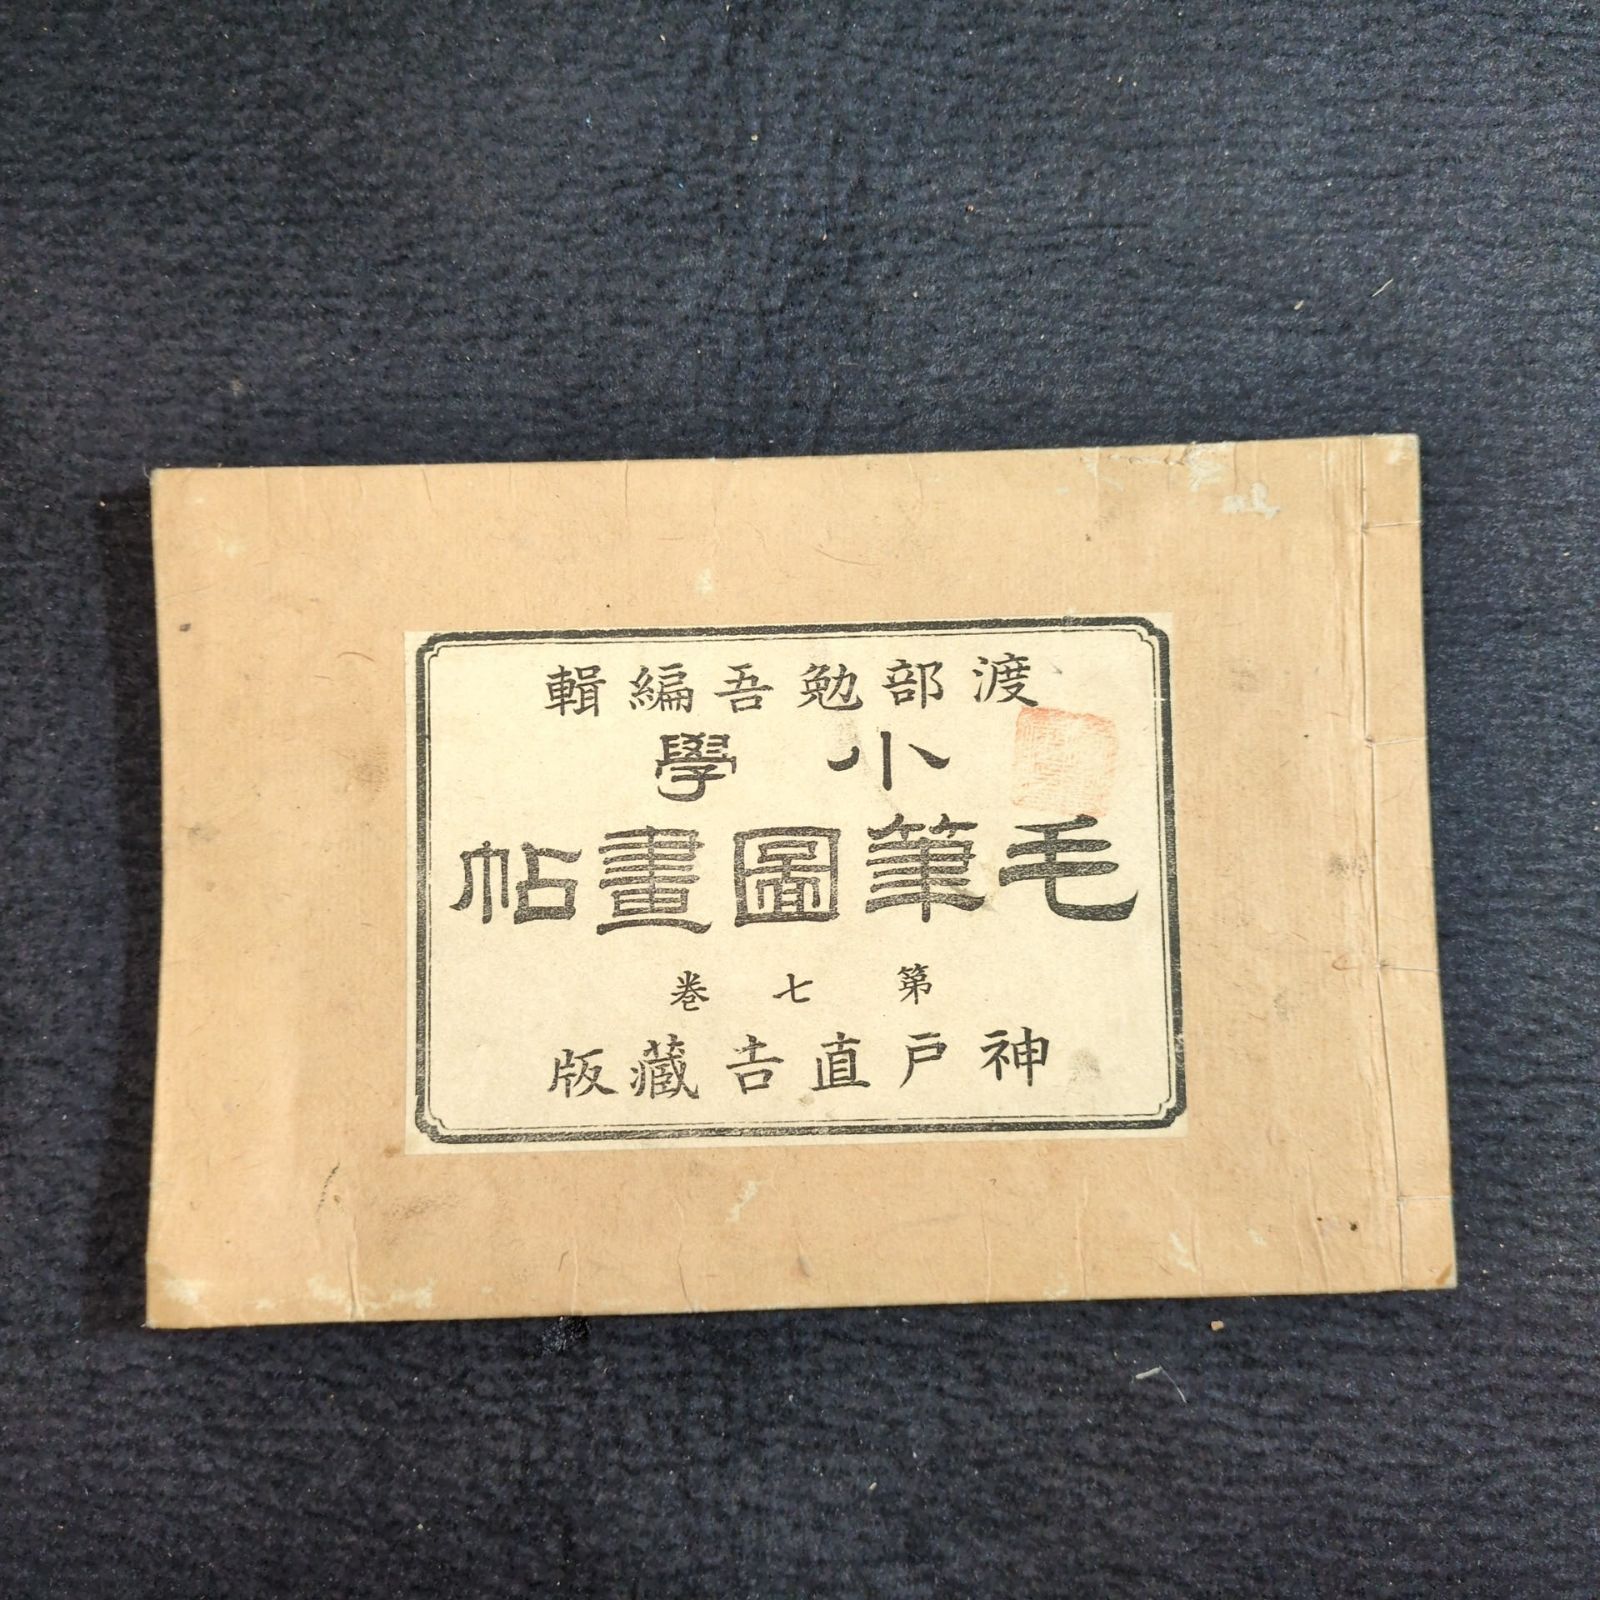 渡部勉吾編輯
小學
毛筆圖畫帖
第七卷
神戸直吉藏版